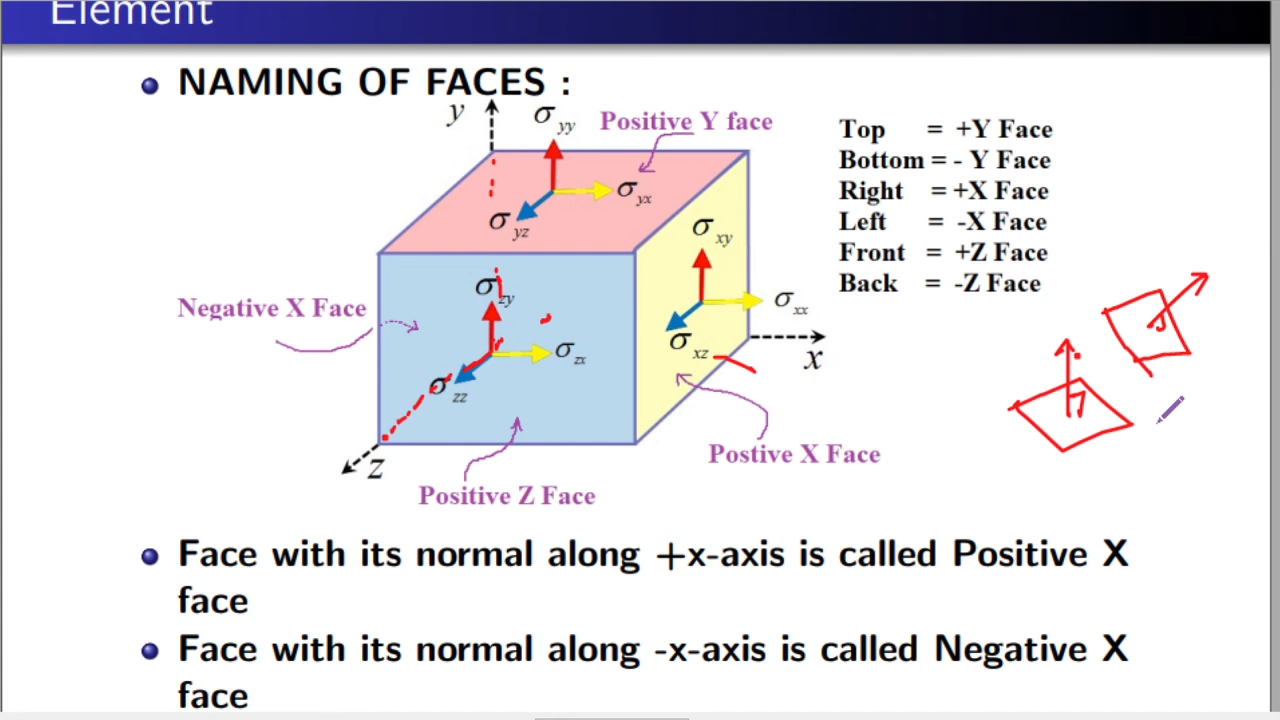 Element
NAMING OF FACES :
y
σyy
Positive Y face
σyx
σyz
Top = +Y Face
Bottom = - Y Face
Right = +X Face
Left = -X Face
Front = +Z Face
Back = -Z Face
σxy
σzy
Negative X Face
σxx
σxz
x
σzx
σzz
z
Postive X Face
Positive Z Face
Face with its normal along +x-axis is called Positive X
face
Face with its normal along -x-axis is called Negative X
face